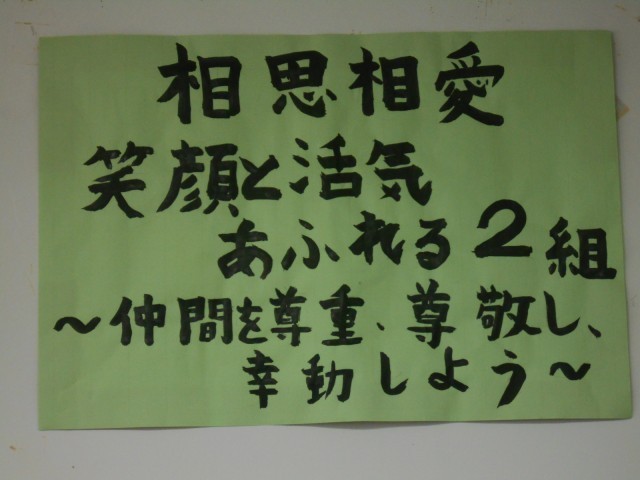 相思相愛
笑顔と活気
あふれる2組
～仲間を尊重、尊敬し、
幸動しよう～